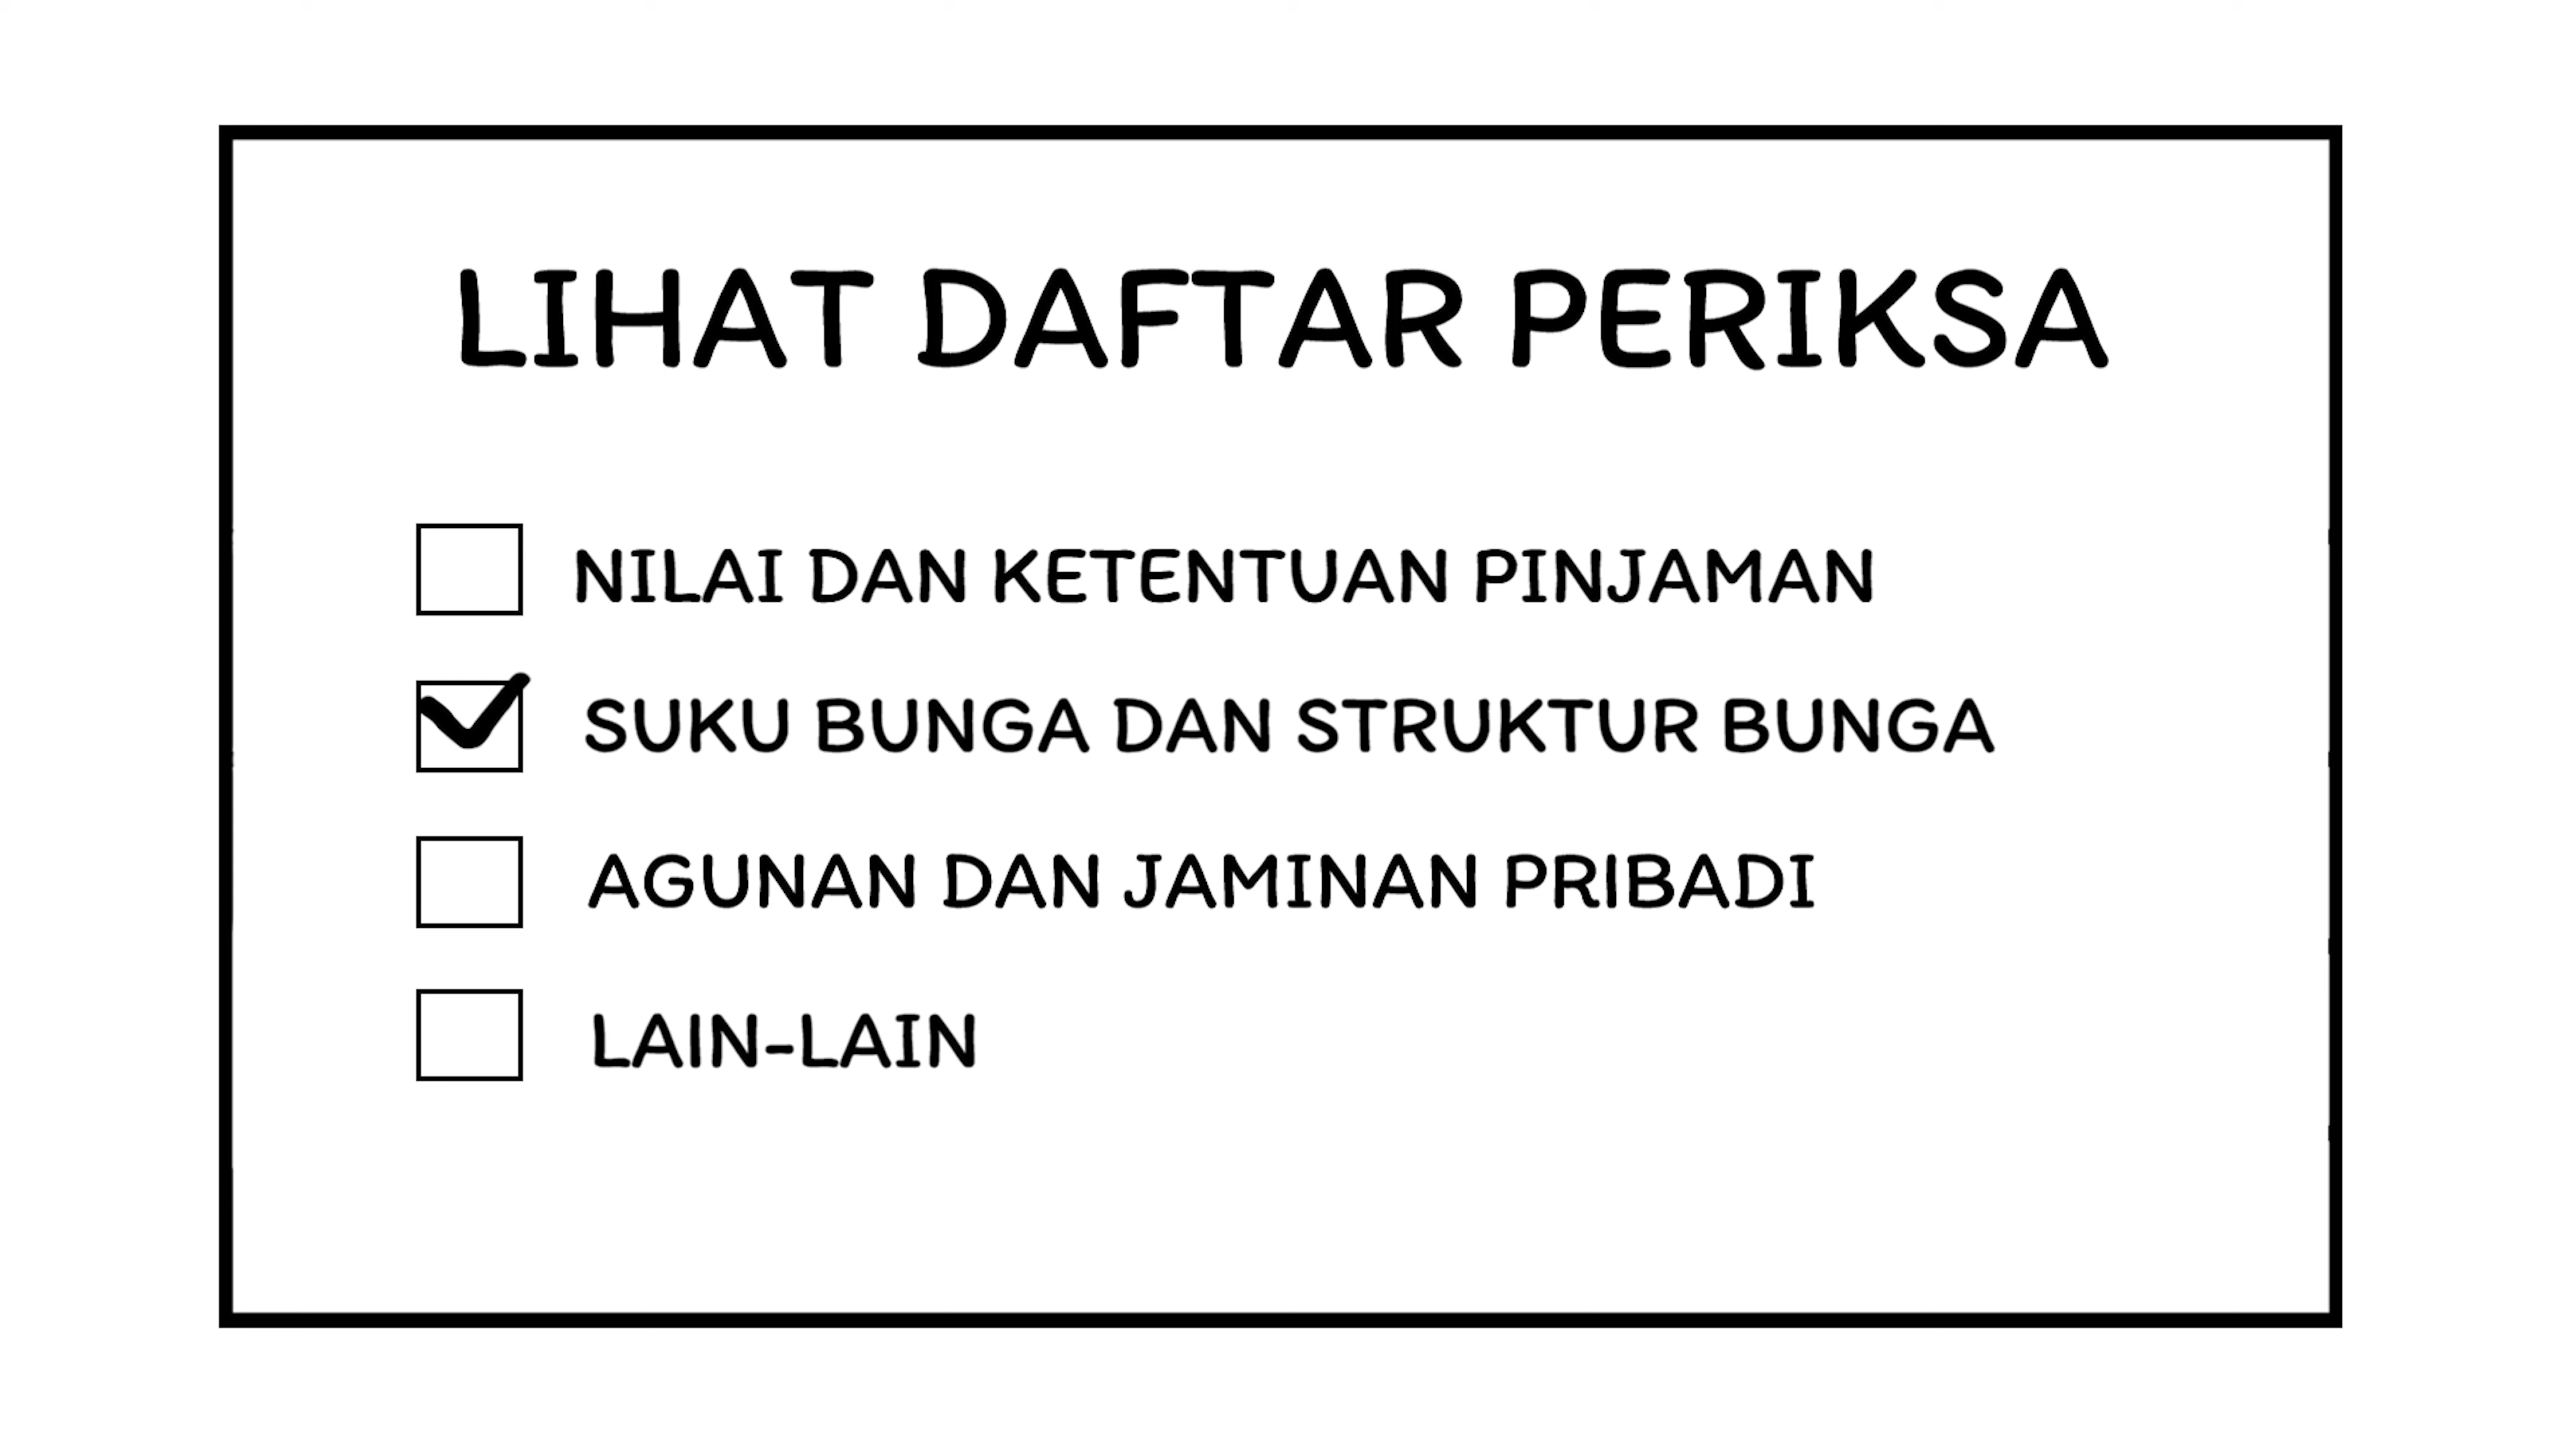 LIHAT DAFTAR PERIKSA
NILAI DAN KETENTUAN PINJAMAN
SUKU BUNGA DAN STRUKTUR BUNGA
AGUNAN DAN JAMINAN PRIBADI
LAIN-LAIN